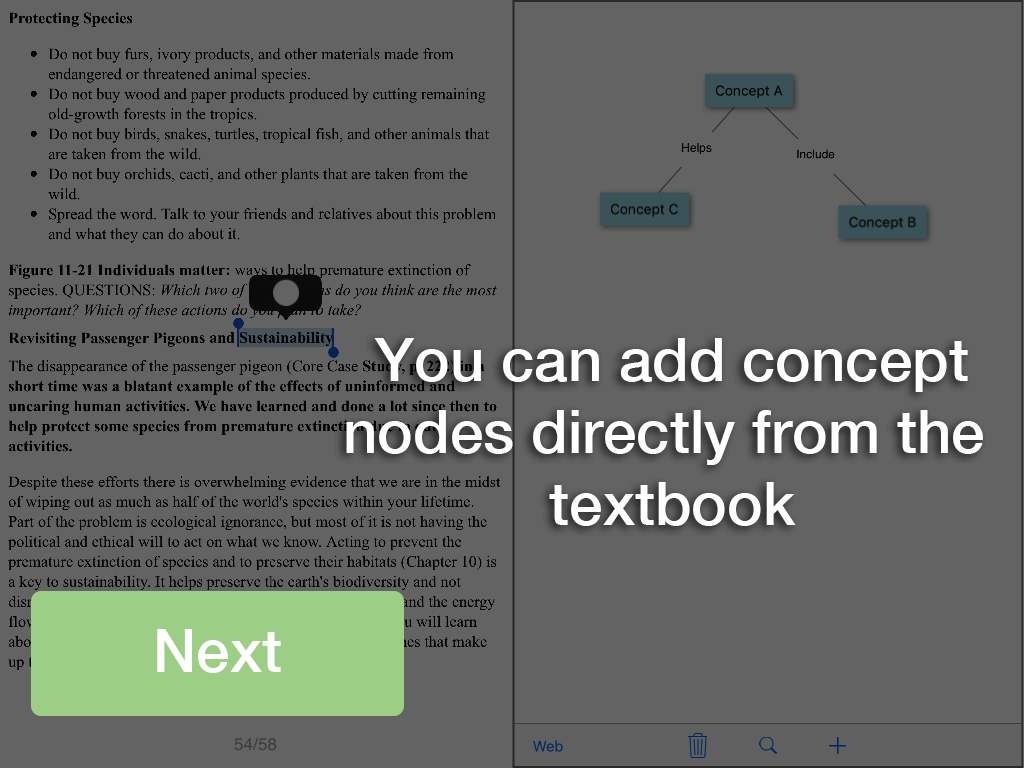 Protecting Species
Do not buy furs, ivory products, and other materials made from
endangered or threatened animal species.
Do not buy wood and paper products produced by cutting remaining
old-growth forests in the tropics.
Do not buy birds, snakes, turtles, tropical fish, and other animals that
are taken from the wild.
Do not buy orchids, cacti, and other plants that are taken from the
wild.
Spread the word. Talk to your friends and relatives about this problem
and what they can do about it.
Figure 11-21 Individuals matter: ways to help premature extinction of
species. QUESTIONS: Which two of do you think are the most
important? Which of these actions do you plan to take?
Revisiting Passenger Pigeons and Sustainability
The disappearance of the passenger pigeon (Core Case Study, p. 22 in a
short time was a blatant example of the effects of uninformed and
uncaring human activities. We have learned and done a lot since then to
help protect some species from premature
activities.
Despite these efforts there is overwhelming evidence that we are in the midst
of wiping out as much as half of the world's species within your lifetime.
Part of the problem is ecological ignorance, but most of it is not having the
political and ethical will to act on what we know. Acting to prevent the
premature extinction of species and to preserve their habitats (Chapter 10) is
a key to sustainability. It helps preserve the earth's biodiversity and not
and the energy
will learn
that make
up
Next
54/58
Concept A
Helps
Include
Concept C
Concept B
You can add concept
nodes directly from the
textbook
Web